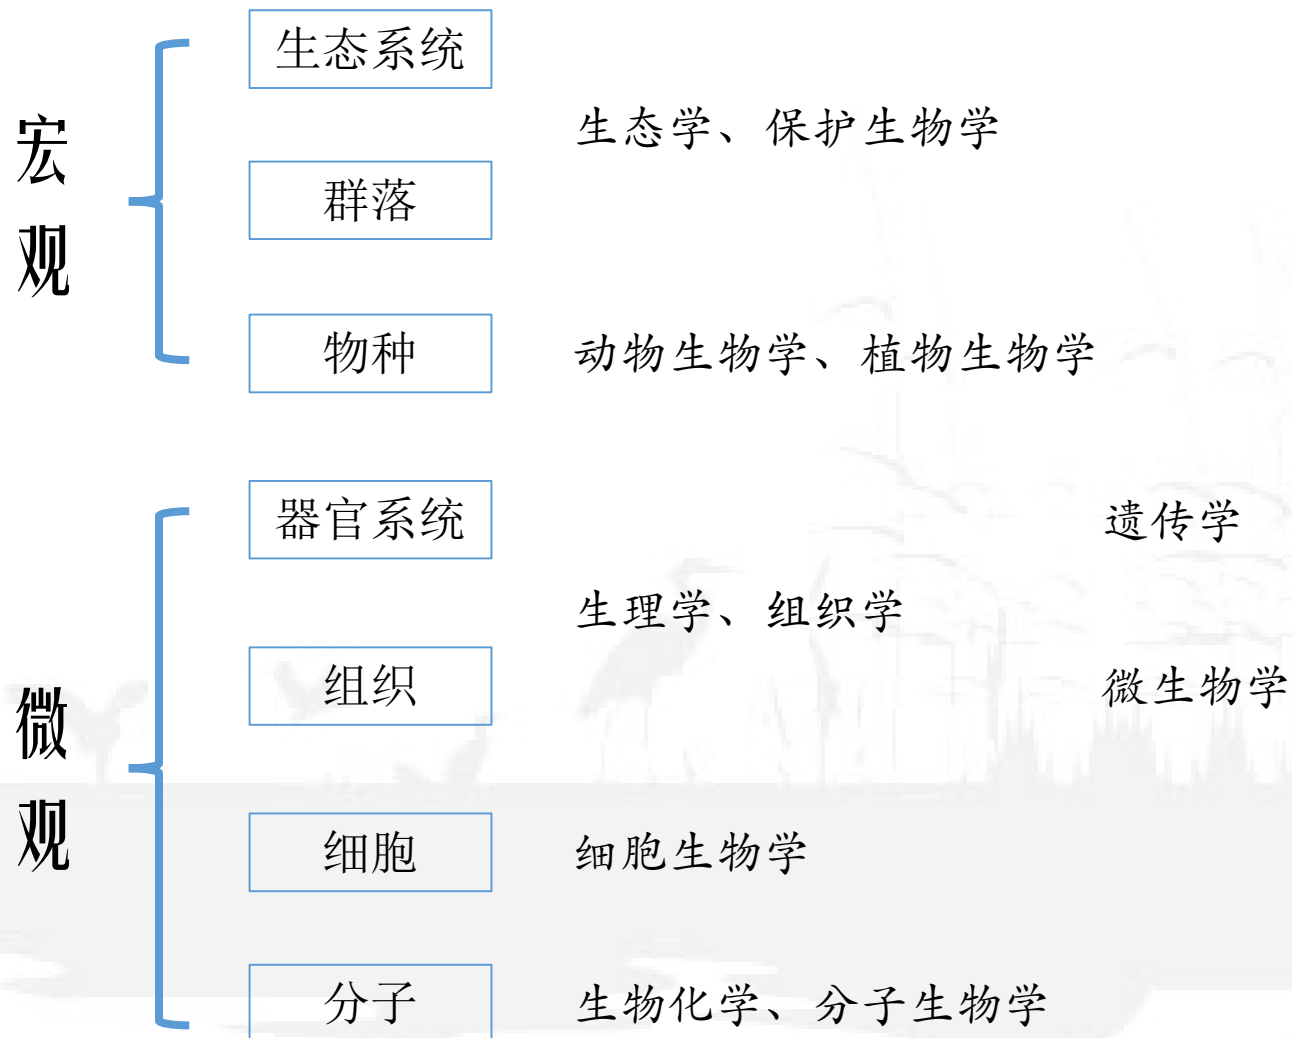 宏观
生态系统
生态学、保护生物学
群落
物种 动物生物学、植物生物学
微观
器官系统 遗传学
生理学、组织学
组织 微生物学
细胞 细胞生物学
分子 生物化学、分子生物学